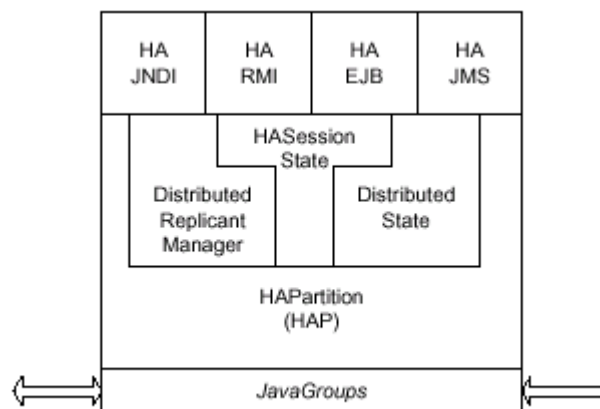 HA
JNDI
HA
RMI
HA
EJB
HA
JMS
HASession
State
Distributed
Replicant
Manager
Distributed
State
HAPartition
(HAP)
JavaGroups